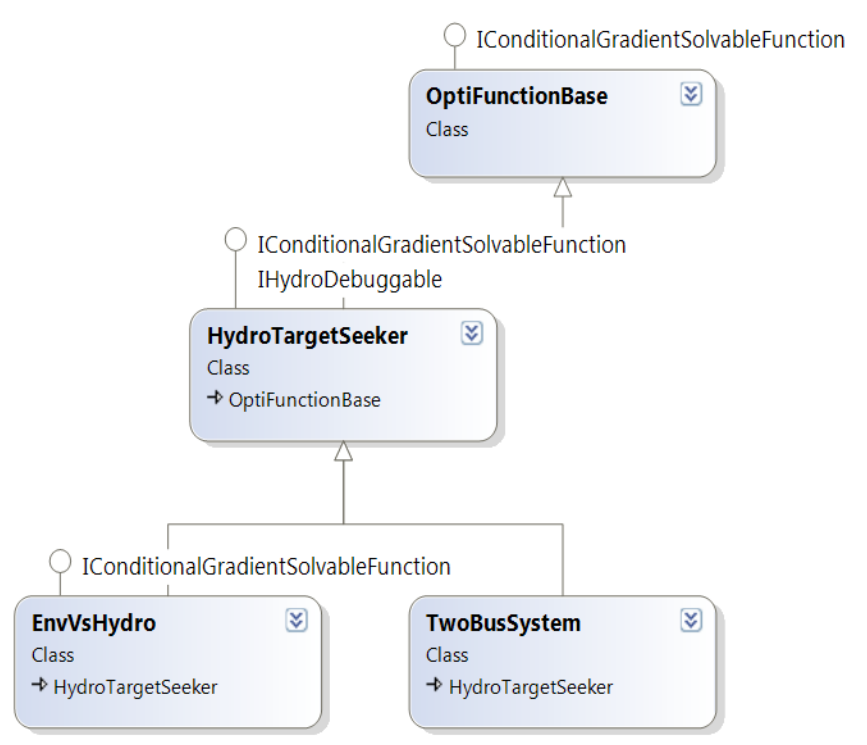 IConditionalGradientSolvableFunction
OptiFunctionBase
Class
IConditionalGradientSolvableFunction
IHydroDebuggable
HydroTargetSeeker
Class
OptiFunctionBase
IConditionalGradientSolvableFunction
EnvVsHydro
Class
HydroTargetSeeker
TwoBusSystem
Class
HydroTargetSeeker